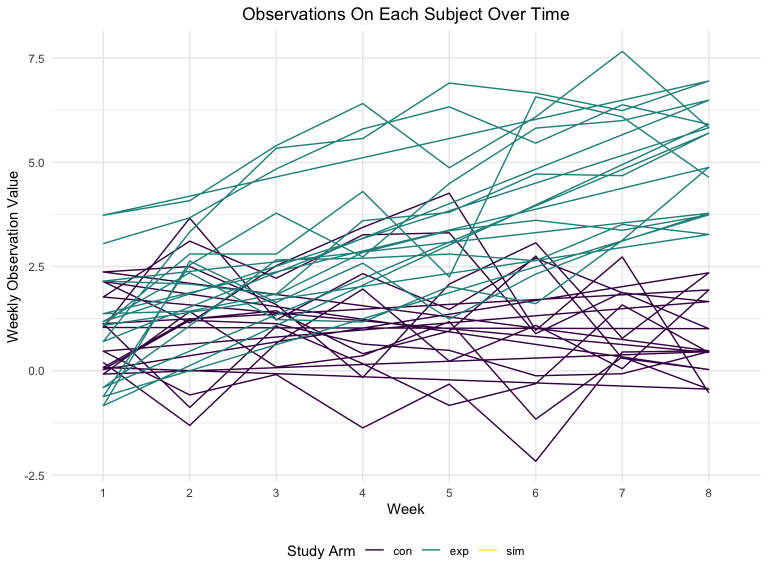 Observations On Each Subject Over Time
Weekly Observation Value
7.5
5.0
2.5
0.0
-2.5
1 2 3 4 5 6 7 8
Week
Study Arm con exp sim